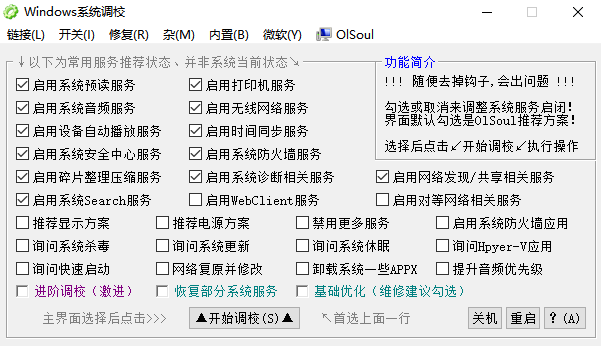 Windows系统调校
链接(L) 开关(I) 修复(R) 杂(M) 内置(B) 微软(Y) OlSoul
↓以下为常用服务推荐状态、并非系统当前状态↘ 功能简介
!!! 随便去掉钩子,会出问题 !!!
启用系统预读服务 启用打印机服务
勾选或取消来调整系统服务启闭!
启用系统音频服务 启用无线网络服务
界面默认勾选是OlSoul推荐方案!
启用设备自动播放服务 启用时间同步服务
选择后点击↙开始调校↙执行操作
启用系统安全中心服务 启用系统防火墙服务
启用碎片整理压缩服务 启用系统诊断相关服务 启用网络发现/共享相关服务
启用系统Search服务 启用WebClient服务 启用对等网络相关服务
推荐显示方案 推荐电源方案 禁用更多服务 启用系统防火墙应用
询问系统杀毒 询问系统更新 询问系统休眠 询问Hpyer-V应用
询问快速启动 网络复原并修改 卸载系统一些APPX 提升音频优先级
进阶调校（激进） 恢复部分系统服务 基础优化（维修建议勾选）
主界面选择后点击>>> ▲开始调校(S)▲ ↖首选上面一行 关机 重启 ？(A)